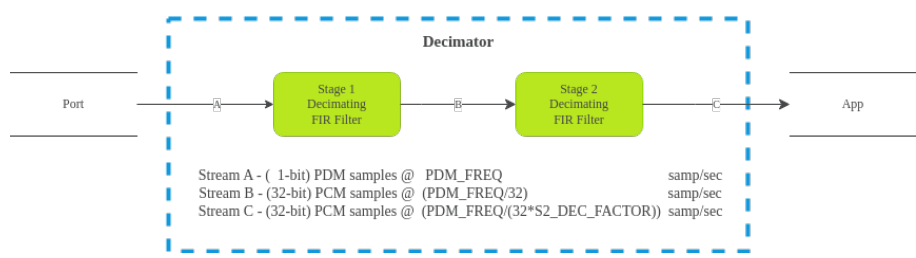 Decimator
Port
A
Stage 1
Decimating
FIR Filter
B
Stage 2
Decimating
FIR Filter
C
App
Stream A - (  1-bit) PDM samples @   PDM_FREQ samp/sec
Stream B - (32-bit) PCM samples @  (PDM_FREQ/32) samp/sec
Stream C - (32-bit) PCM samples @  (PDM_FREQ/(32*S2_DEC_FACTOR))  samp/sec